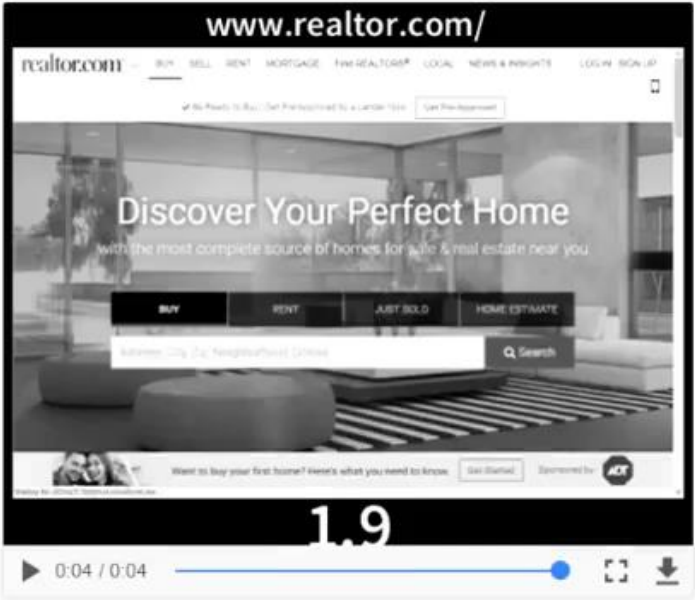 www.realtor.com/
realtor.com BUY SELL RENT MORTGAGE Find REALTORS® LOCAL NEWS & INSIGHTS LOG IN SIGN UP
Get Pre-Approved
Discover Your Perfect Home
with the most complete source of homes for sale & real estate near you
BUY RENT JUST SOLD HOME ESTIMATE
Search
Want to buy your first home? Here's what you need to know. Get Started Sponsored by ADT
1.9
0:04 / 0:04